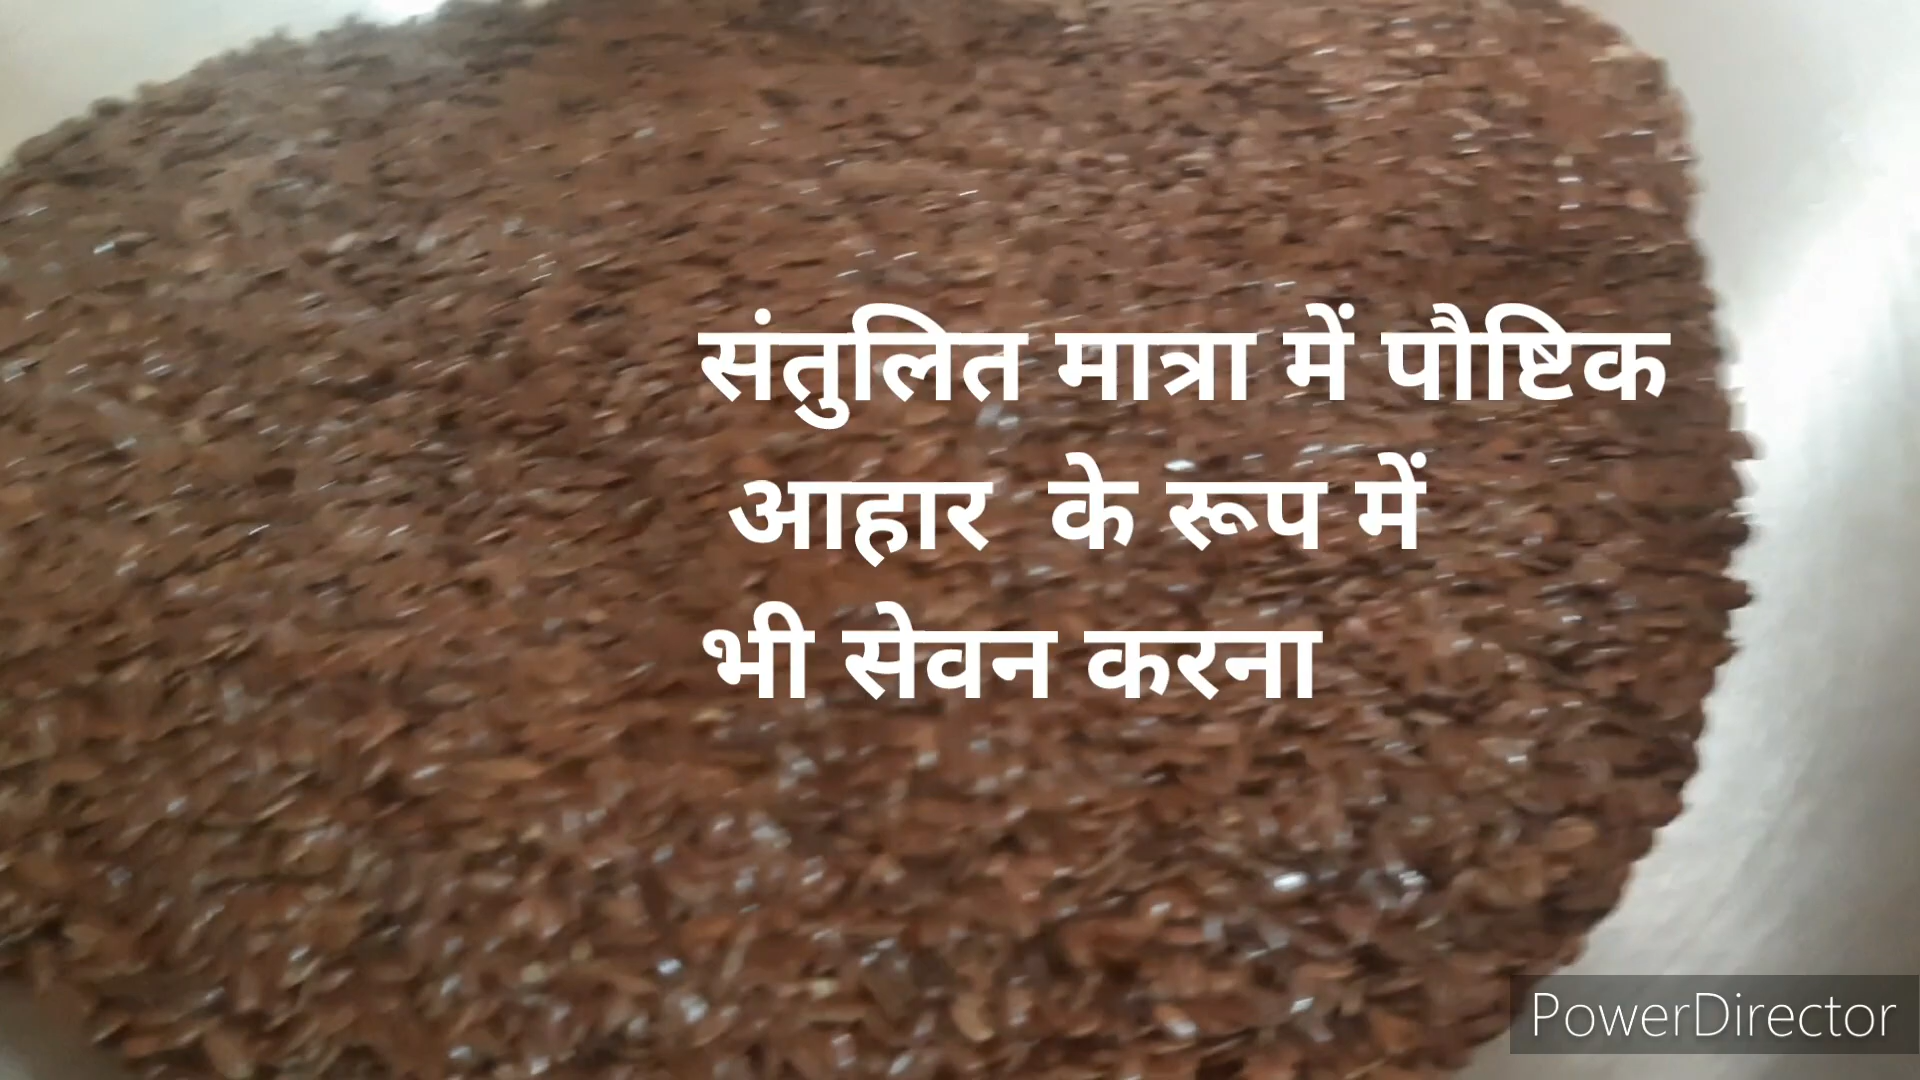 संतुलित मात्रा में पौष्टिक
आहार के रूप में
भी सेवन करना
PowerDirector